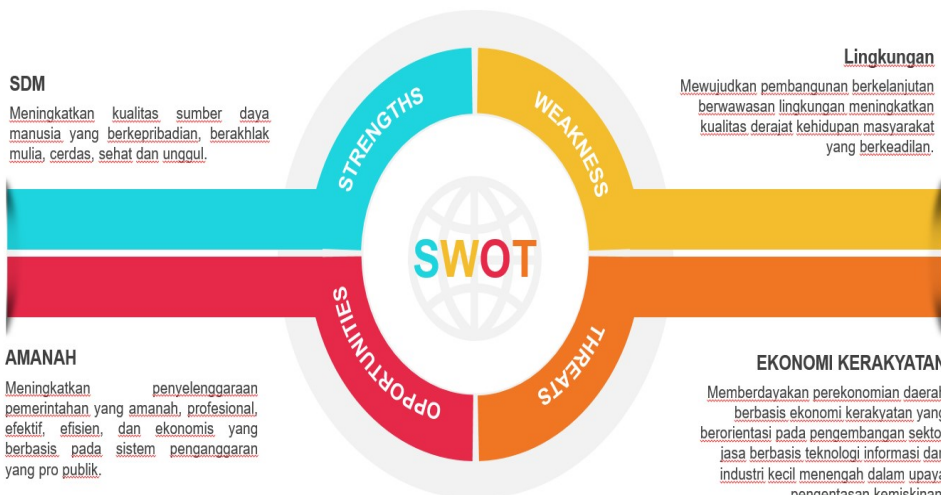 SDM
Meningkatkan kualitas sumber daya
manusia yang berkepribadian, berakhlak
mulia, cerdas, sehat dan unggul.
Lingkungan
Mewujudkan pembangunan berkelanjutan
berwawasan lingkungan meningkatkan
kualitas derajat kehidupan masyarakat
yang berkeadilan.
STRENGTHS
WEAKNESS
SWOT
OPPORTUNITIES
THREATS
AMANAH
Meningkatkan penyelenggaraan
pemerintahan yang amanah, profesional,
efektif, efisien, dan ekonomis yang
berbasis pada sistem penganggaran
yang pro publik.
EKONOMI KERAKYATAN
Memberdayakan perekonomian daerah
berbasis ekonomi kerakyatan yang
berorientasi pada pengembangan sektor
jasa berbasis teknologi informasi dan
industri kecil menengah dalam upaya
pengentasan kemiskinan